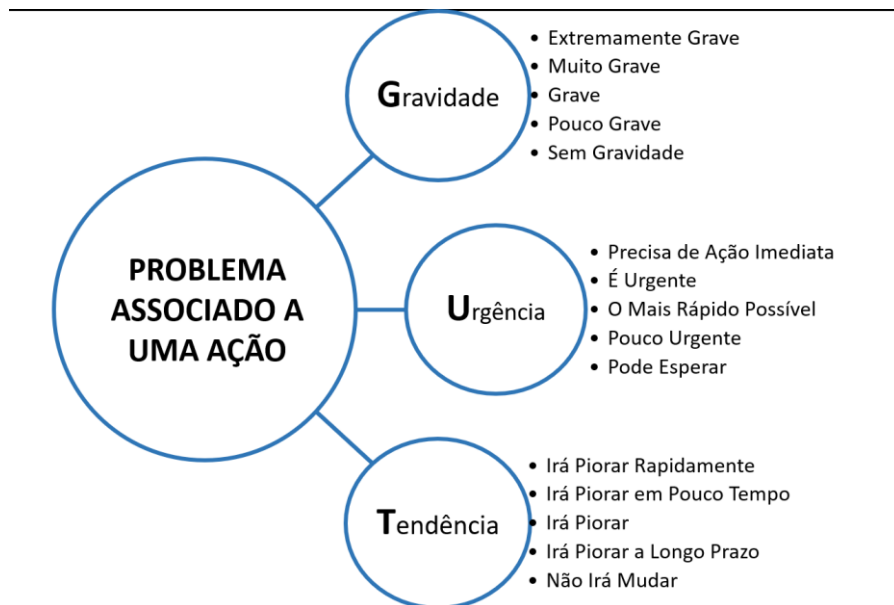 PROBLEMA
ASSOCIADO A
UMA AÇÃO
Gravidade
• Extremamente Grave
• Muito Grave
• Grave
• Pouco Grave
• Sem Gravidade
Urgência
• Precisa de Ação Imediata
• É Urgente
• O Mais Rápido Possível
• Pouco Urgente
• Pode Esperar
Tendência
• Irá Piorar Rapidamente
• Irá Piorar em Pouco Tempo
• Irá Piorar
• Irá Piorar a Longo Prazo
• Não Irá Mudar